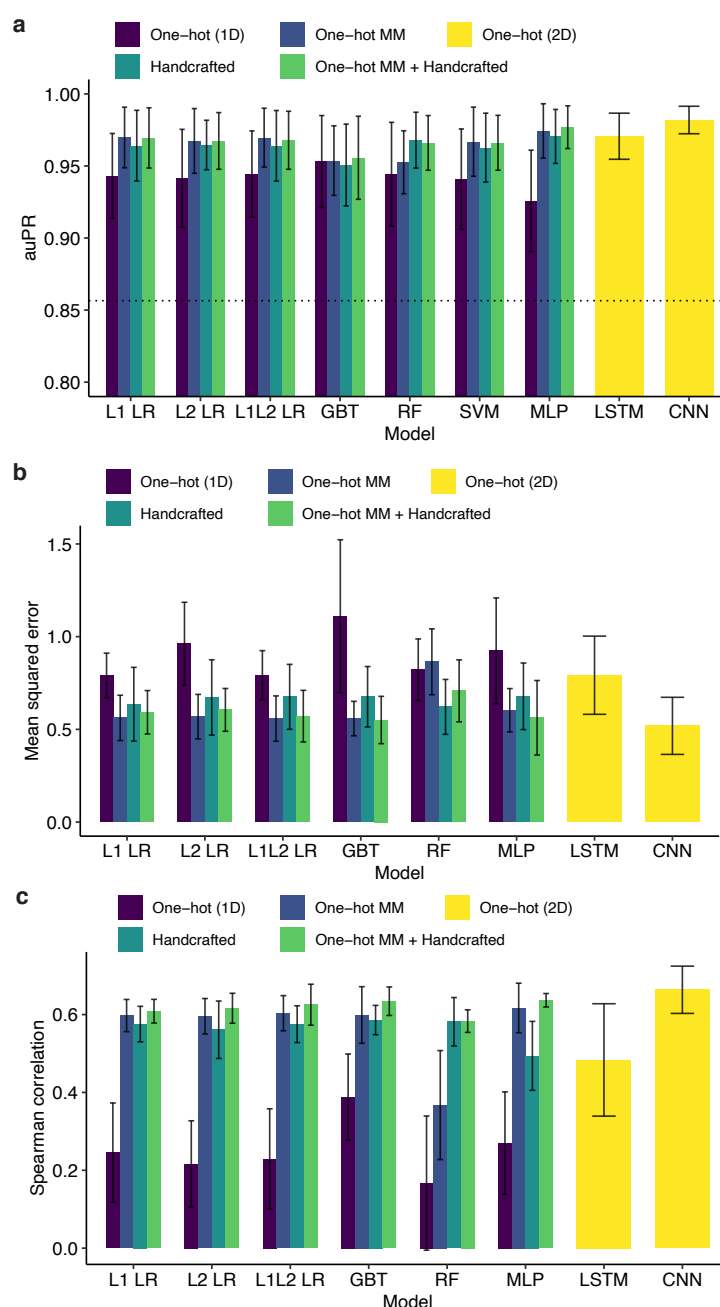 a
One−hot (1D) One−hot MM One−hot (2D)
Handcrafted One−hot MM + Handcrafted
1.00
0.95
0.90
0.85
0.80
auPR
L1 LR L2 LR L1L2 LR GBT RF SVM MLP LSTM CNN
Model
b
One−hot (1D) One−hot MM One−hot (2D)
Handcrafted One−hot MM + Handcrafted
1.5
1.0
0.5
0.0
Mean squared error
L1 LR L2 LR L1L2 LR GBT RF MLP LSTM CNN
Model
c
One−hot (1D) One−hot MM One−hot (2D)
Handcrafted One−hot MM + Handcrafted
0.6
0.4
0.2
0.0
Spearman correlation
L1 LR L2 LR L1L2 LR GBT RF MLP LSTM CNN
Model